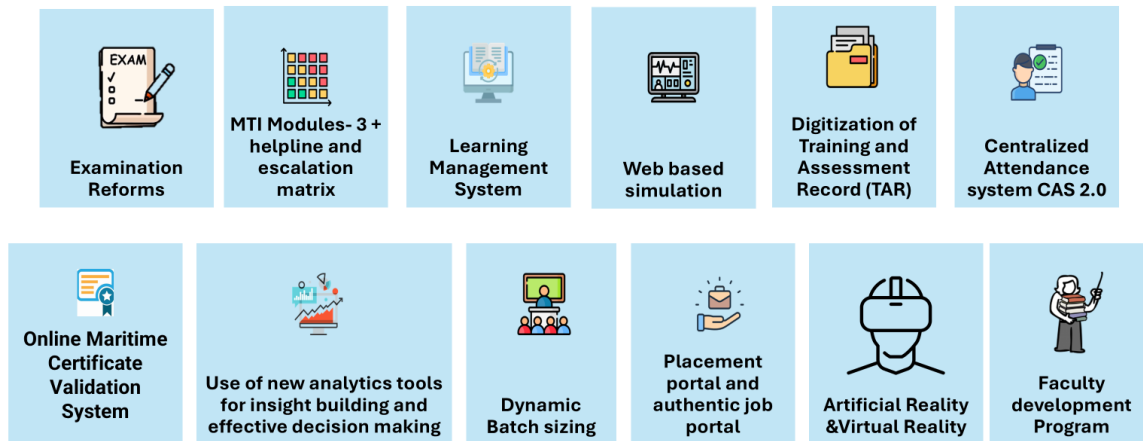 EXAM
Examination
Reforms
MTI Modules- 3 +
helpline and
escalation
matrix
Learning
Management
System
Web based
simulation
Digitization of
Training and
Assessment
Record (TAR)
Centralized
Attendance
system CAS 2.0
Online Maritime
Certificate
Validation
System
Use of new analytics tools
for insight building and
effective decision making
Dynamic
Batch sizing
Placement
portal and
authentic job
portal
Artificial Reality
&Virtual Reality
Faculty
development
Program